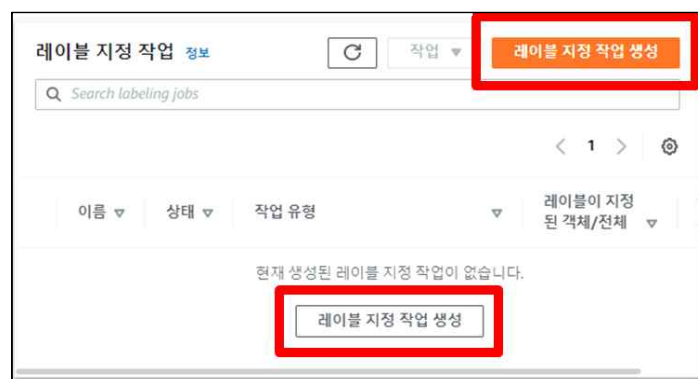 레이블 지정 작업 정보 작업 레이블 지정 작업 생성
Search labeling jobs
1
이름 상태 작업 유형 레이블이 지정
된 객체/전체
현재 생성된 레이블 지정 작업이 없습니다.
레이블 지정 작업 생성